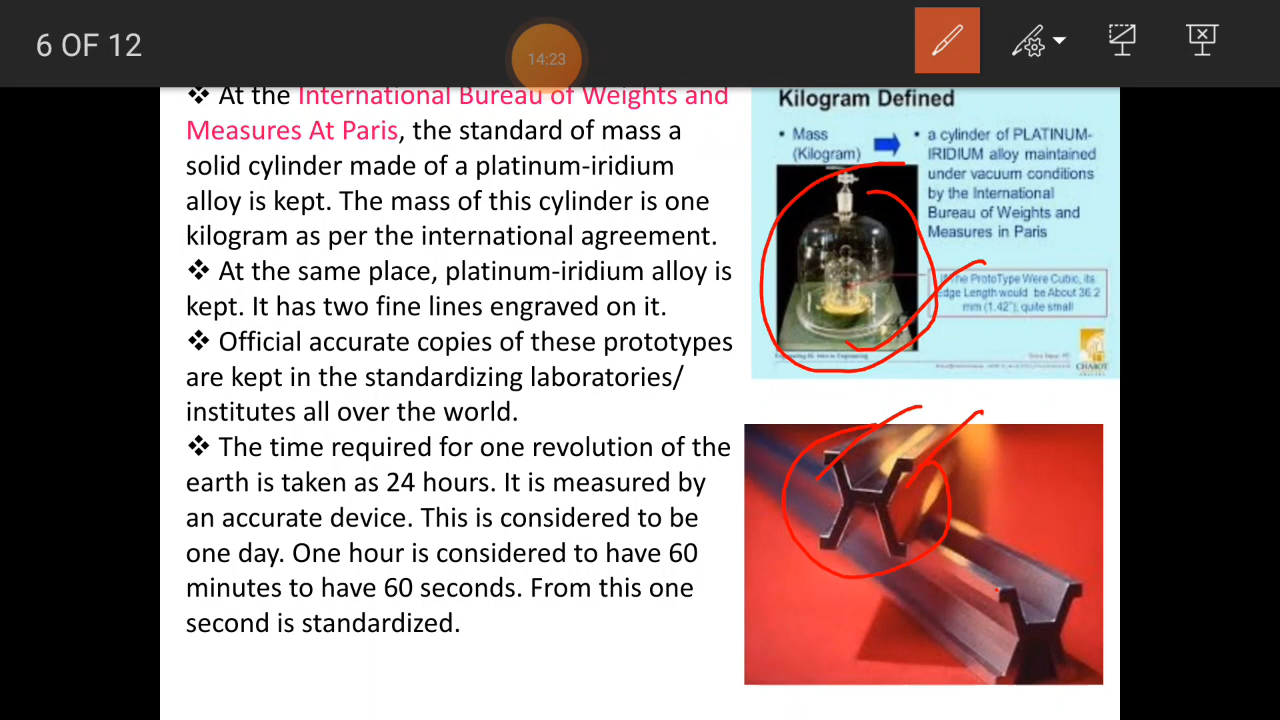 6 OF 12
14:23
❖ At the International Bureau of Weights and
Measures At Paris, the standard of mass a
solid cylinder made of a platinum-iridium
alloy is kept. The mass of this cylinder is one
kilogram as per the international agreement.
❖ At the same place, platinum-iridium alloy is
kept. It has two fine lines engraved on it.
❖ Official accurate copies of these prototypes
are kept in the standardizing laboratories/
institutes all over the world.
❖ The time required for one revolution of the
earth is taken as 24 hours. It is measured by
an accurate device. This is considered to be
one day. One hour is considered to have 60
minutes to have 60 seconds. From this one
second is standardized.
Kilogram Defined
• Mass
(Kilogram)
• a cylinder of PLATINUM-
IRIDIUM alloy maintained
under vacuum conditions
by the International
Bureau of Weights and
Measures in Paris
The ProtoType Were Cubic, its
Edge Length would be About 36.2
mm (1.42"); quite small
CHABOT